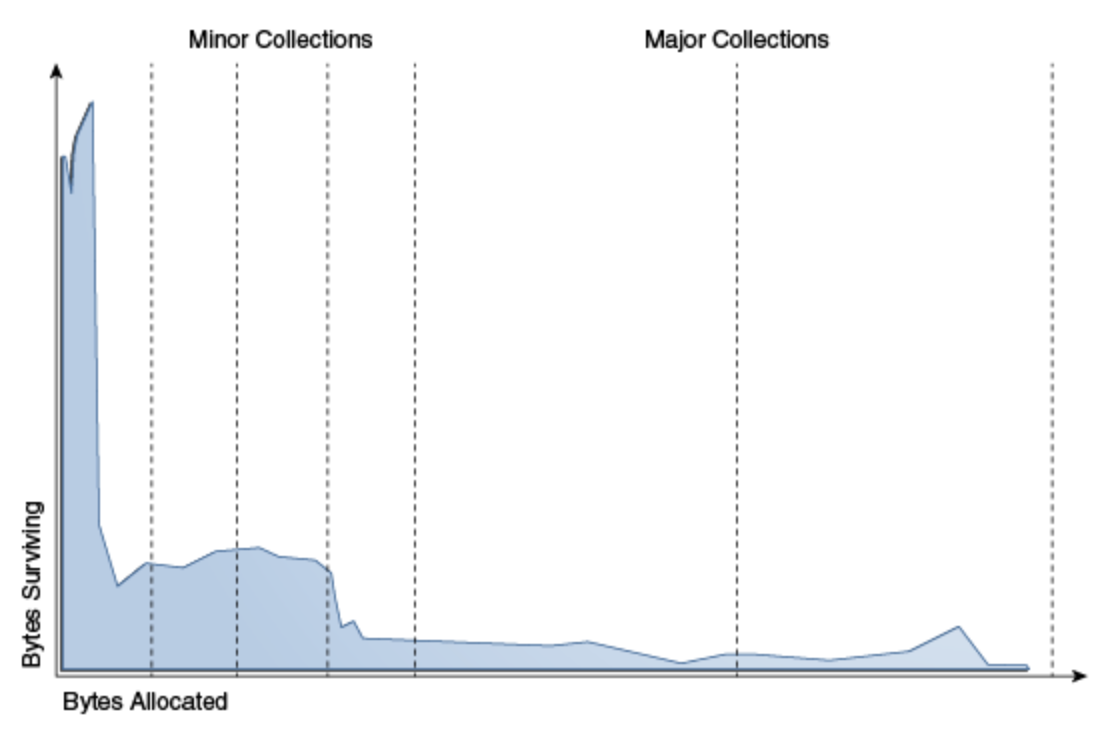 Minor Collections
Major Collections
Bytes Surviving
Bytes Allocated